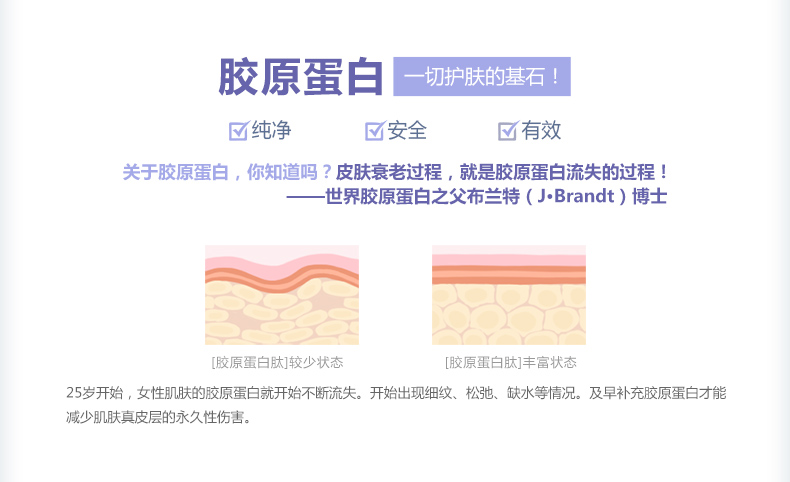 胶原蛋白 一切护肤的基石！
纯净 安全 有效
关于胶原蛋白，你知道吗？皮肤衰老过程，就是胶原蛋白流失的过程！
——世界胶原蛋白之父布兰特（J·Brandt）博士
[胶原蛋白肽]较少状态 [胶原蛋白肽]丰富状态
25岁开始，女性肌肤的胶原蛋白就开始不断流失。开始出现细纹、松弛、缺水等情况。及早补充胶原蛋白才能
减少肌肤真皮层的永久性伤害。